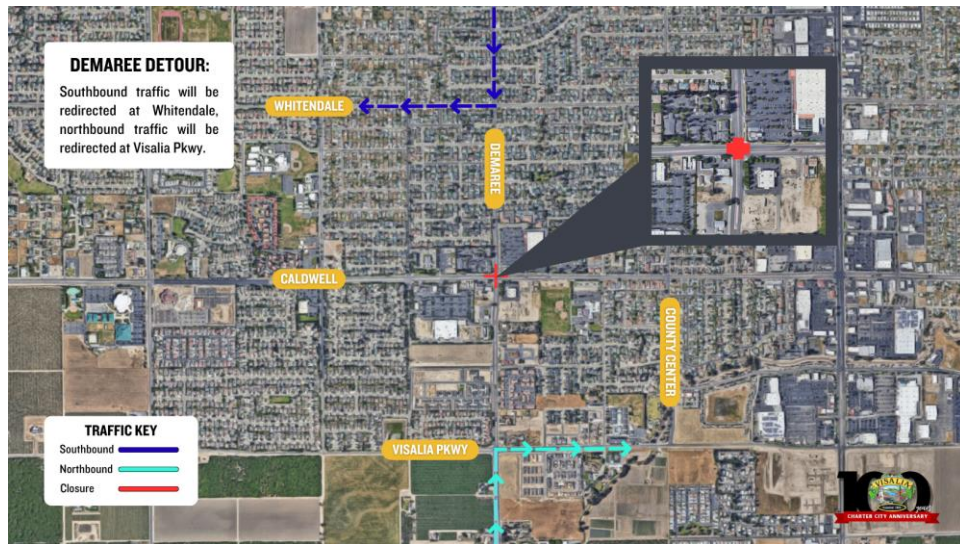 DEMAREE DETOUR:
Southbound traffic will be
redirected at Whitendale,
northbound traffic will be
redirected at Visalia Pkwy.
WHITENDALE
DEMAREE
CALDWELL
COUNTY CENTER
VISALIA PKWY
TRAFFIC KEY
Southbound
Northbound
Closure
100
VISALIA
CHARTER CITY ANNIVERSARY